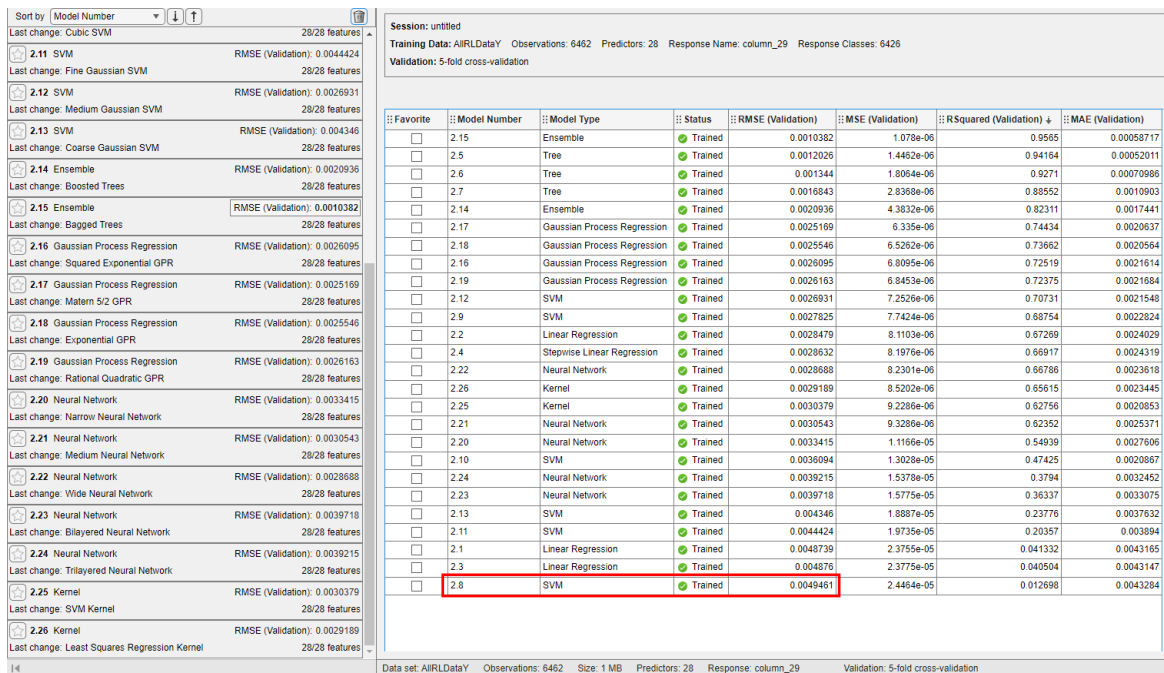 Sort by Model Number
Last change: Cubic SVM 28/28 features
2.11 SVM RMSE (Validation): 0.0044424
Last change: Fine Gaussian SVM 28/28 features
2.12 SVM RMSE (Validation): 0.0026931
Last change: Medium Gaussian SVM 28/28 features
2.13 SVM RMSE (Validation): 0.004346
Last change: Coarse Gaussian SVM 28/28 features
2.14 Ensemble RMSE (Validation): 0.0020936
Last change: Boosted Trees 28/28 features
2.15 Ensemble RMSE (Validation): 0.0010382
Last change: Bagged Trees 28/28 features
2.16 Gaussian Process Regression RMSE (Validation): 0.0026095
Last change: Squared Exponential GPR 28/28 features
2.17 Gaussian Process Regression RMSE (Validation): 0.0025169
Last change: Matern 5/2 GPR 28/28 features
2.18 Gaussian Process Regression RMSE (Validation): 0.0025546
Last change: Exponential GPR 28/28 features
2.19 Gaussian Process Regression RMSE (Validation): 0.0026163
Last change: Rational Quadratic GPR 28/28 features
2.20 Neural Network RMSE (Validation): 0.0033415
Last change: Narrow Neural Network 28/28 features
2.21 Neural Network RMSE (Validation): 0.0030543
Last change: Medium Neural Network 28/28 features
2.22 Neural Network RMSE (Validation): 0.0028688
Last change: Wide Neural Network 28/28 features
2.23 Neural Network RMSE (Validation): 0.0039718
Last change: Bilayered Neural Network 28/28 features
2.24 Neural Network RMSE (Validation): 0.0039215
Last change: Trilayered Neural Network 28/28 features
2.25 Kernel RMSE (Validation): 0.0030379
Last change: SVM Kernel 28/28 features
2.26 Kernel RMSE (Validation): 0.0029189
Last change: Least Squares Regression Kernel 28/28 features
Session: untitled
Training Data: AllRLDataY Observations: 6462 Predictors: 28 Response Name: column_29 Response Classes: 6426
Validation: 5-fold cross-validation
Favorite Model Number Model Type Status RMSE (Validation) MSE (Validation) RSquared (Validation) MAE (Validation)
2.15 Ensemble Trained 0.0010382 1.078e-06 0.9565 0.00058717
2.5 Tree Trained 0.0012026 1.4462e-06 0.94164 0.00052011
2.6 Tree Trained 0.001344 1.8064e-06 0.9271 0.00070986
2.7 Tree Trained 0.0016843 2.8368e-06 0.88552 0.0010903
2.14 Ensemble Trained 0.0020936 4.3832e-06 0.82311 0.0017441
2.17 Gaussian Process Regression Trained 0.0025169 6.335e-06 0.74434 0.0020637
2.18 Gaussian Process Regression Trained 0.0025546 6.5262e-06 0.73662 0.0020564
2.16 Gaussian Process Regression Trained 0.0026095 6.8095e-06 0.72519 0.0021614
2.19 Gaussian Process Regression Trained 0.0026163 6.8453e-06 0.72375 0.0021684
2.12 SVM Trained 0.0026931 7.2526e-06 0.70731 0.0021548
2.9 SVM Trained 0.0027825 7.7424e-06 0.68754 0.0022824
2.2 Linear Regression Trained 0.0028479 8.1103e-06 0.67269 0.0024029
2.4 Stepwise Linear Regression Trained 0.0028632 8.1976e-06 0.66917 0.0024319
2.22 Neural Network Trained 0.0028688 8.2301e-06 0.66786 0.0023618
2.26 Kernel Trained 0.0029189 8.5202e-06 0.65615 0.0023445
2.25 Kernel Trained 0.0030379 9.2286e-06 0.62756 0.0020853
2.21 Neural Network Trained 0.0030543 9.3286e-06 0.62352 0.0025371
2.20 Neural Network Trained 0.0033415 1.1166e-05 0.54939 0.0027606
2.10 SVM Trained 0.0036094 1.3028e-05 0.47425 0.0020867
2.24 Neural Network Trained 0.0039215 1.5378e-05 0.3794 0.0032452
2.23 Neural Network Trained 0.0039718 1.5775e-05 0.36337 0.0033075
2.13 SVM Trained 0.004346 1.8887e-05 0.23776 0.0037632
2.11 SVM Trained 0.0044424 1.9735e-05 0.20357 0.003894
2.1 Linear Regression Trained 0.0048739 2.3755e-05 0.041332 0.0043165
2.3 Linear Regression Trained 0.004876 2.3775e-05 0.040504 0.0043147
2.8 SVM Trained 0.0049461 2.4464e-05 0.012698 0.0043284
Data set: AllRLDataY Observations: 6462 Size: 1 MB Predictors: 28 Response: column_29 Validation: 5-fold cross-validation